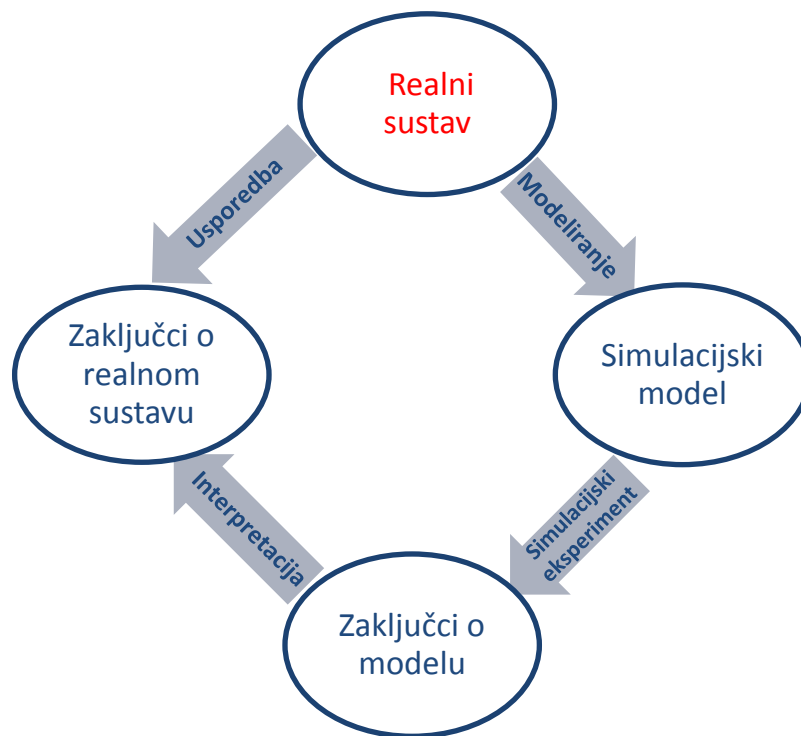 Realni
sustav
Usporedba
Modeliranje
Zaključci o
realnom
sustavu
Simulacijski
model
Interpretacija
Simulacijski
eksperiment
Zaključci o
modelu